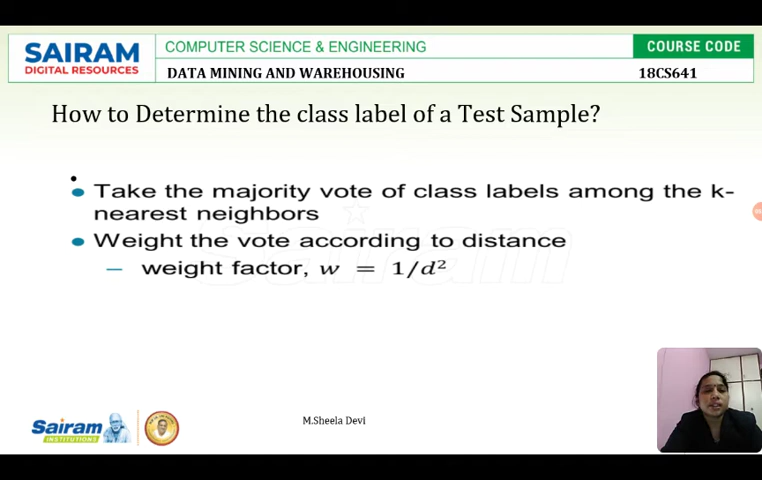 SAIRAM
DIGITAL RESOURCES
COMPUTER SCIENCE & ENGINEERING
COURSE CODE
DATA MINING AND WAREHOUSING
18CS641
How to Determine the class label of a Test Sample?
• Take the majority vote of class labels among the k-
nearest neighbors
• Weight the vote according to distance
– weight factor, w = 1/d²
sairam
Sairam
INSTITUTIONS
M.Sheela Devi